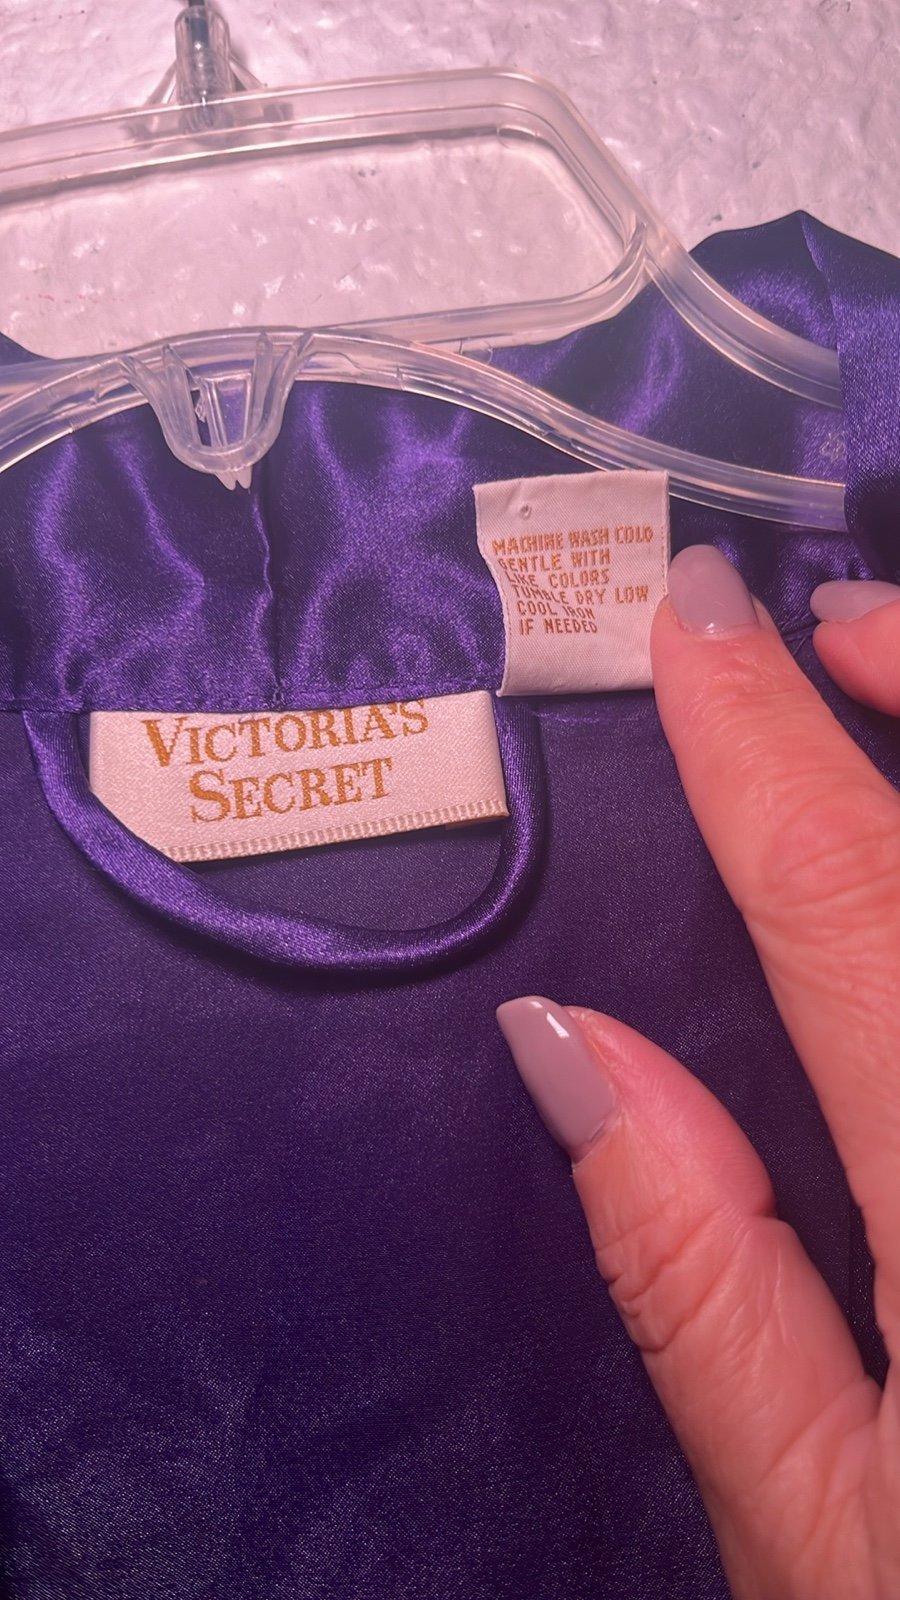 MACHINE WASH COLD
GENTLE WITH
LIKE COLORS
TUMBLE DRY LOW
COOL IRON
IF NEEDED
VICTORIA'S
SECRET